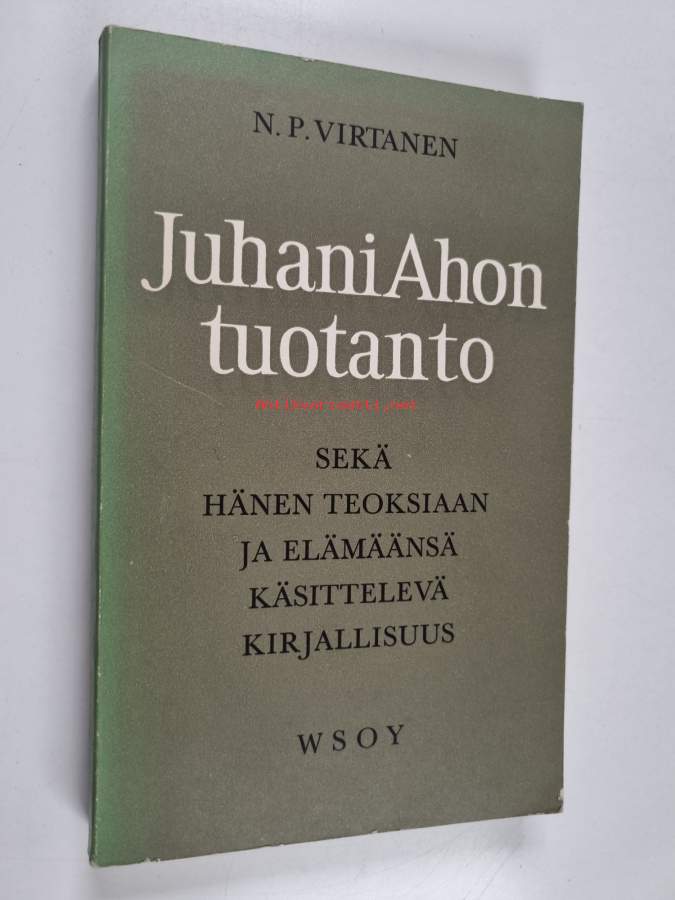 N. P. VIRTANEN
Juhani Ahon
tuotanto
SEKÄ
HÄNEN TEOKSIAAN
JA ELÄMÄÄNSÄ
KÄSITTELEVÄ
KIRJALLISUUS
WSOY